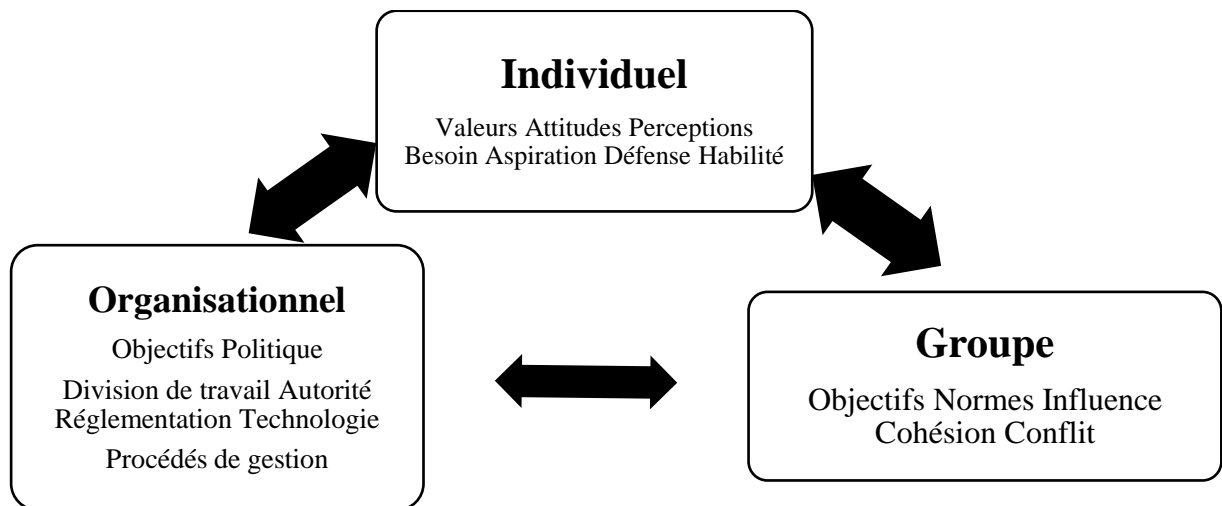 Individuel
Valeurs Attitudes Perceptions
Besoin Aspiration Défense Habilité
Organisationnel
Objectifs Politique
Division de travail Autorité
Réglementation Technologie
Procédés de gestion
Groupe
Objectifs Normes Influence
Cohésion Conflit